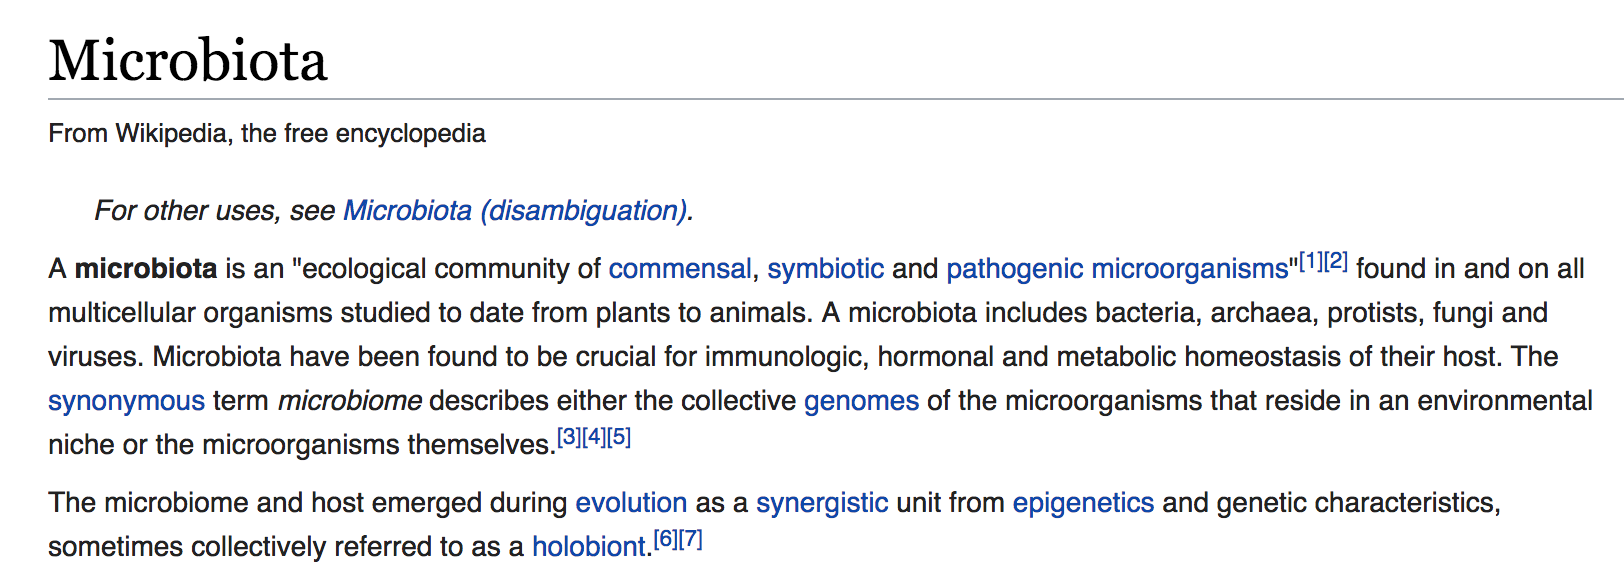 Microbiota
From Wikipedia, the free encyclopedia
For other uses, see Microbiota (disambiguation).
A microbiota is an "ecological community of commensal, symbiotic and pathogenic microorganisms"[1][2] found in and on all
multicellular organisms studied to date from plants to animals. A microbiota includes bacteria, archaea, protists, fungi and
viruses. Microbiota have been found to be crucial for immunologic, hormonal and metabolic homeostasis of their host. The
synonymous term microbiome describes either the collective genomes of the microorganisms that reside in an environmental
niche or the microorganisms themselves.[3][4][5]
The microbiome and host emerged during evolution as a synergistic unit from epigenetics and genetic characteristics,
sometimes collectively referred to as a holobiont.[6][7]